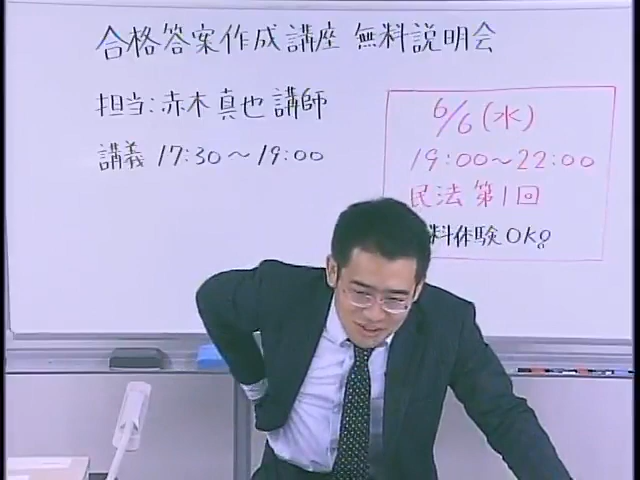 合格答案作成講座 無料説明会
担当:赤木真也講師
講義 17:30～19:00
6/6(水)
19:00～22:00
民法 第1回
料体験OK。